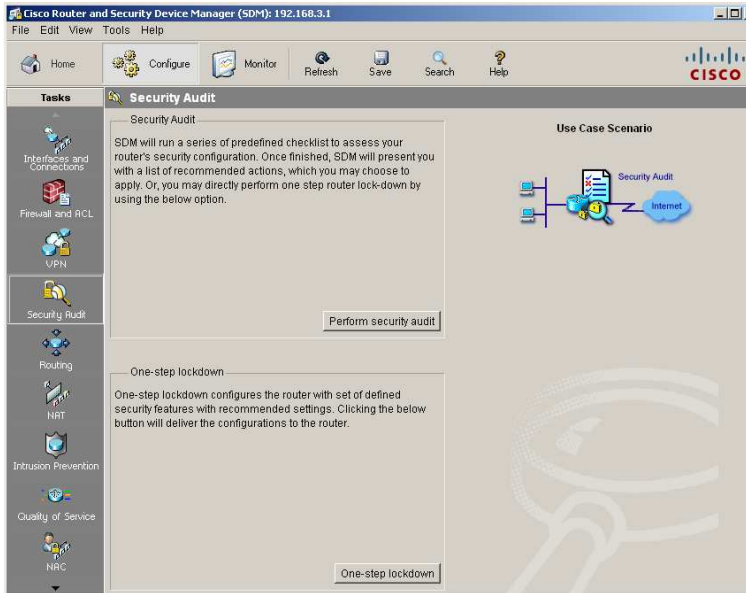 Cisco Router and Security Device Manager (SDM): 192.168.3.1
File Edit View Tools Help
Home Configure Monitor Refresh Save Search Help
CISCO
Tasks
Security Audit
Interfaces and
Connections
Firewall and ACL
VPN
Security Audit
Routing
NAT
Intrusion Prevention
Quality of Service
NAC
Security Audit
SDM will run a series of predefined checklist to assess your
router's security configuration. Once finished, SDM will present you
with a list of recommended actions, which you may choose to
apply. Or, you may directly perform one step router lock-down by
using the below option.
Perform security audit
One-step lockdown
One-step lockdown configures the router with set of defined
security features with recommended settings. Clicking the below
button will deliver the configurations to the router.
One-step lockdown
Use Case Scenario
Security Audit
Internet